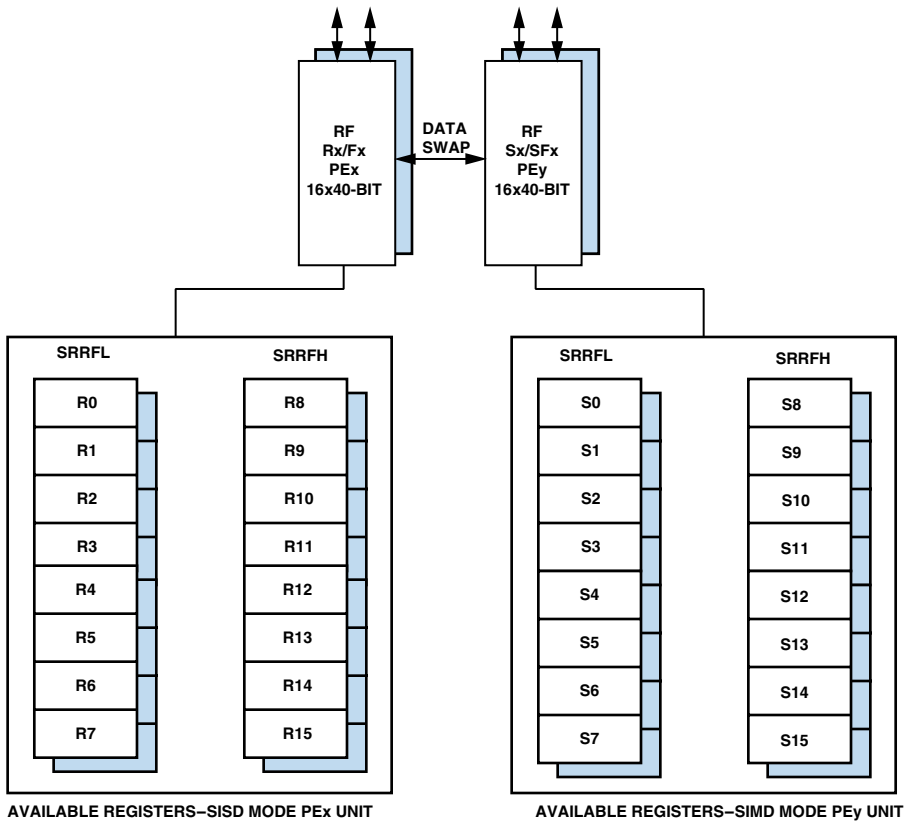 RF
Rx/Fx
PEx
16x40-BIT
DATA
SWAP
RF
Sx/SFx
PEy
16x40-BIT
SRRFL
R0
R1
R2
R3
R4
R5
R6
R7
SRRFH
R8
R9
R10
R11
R12
R13
R14
R15
AVAILABLE REGISTERS–SISD MODE PEx UNIT
SRRFL
S0
S1
S2
S3
S4
S5
S6
S7
SRRFH
S8
S9
S10
S11
S12
S13
S14
S15
AVAILABLE REGISTERS–SIMD MODE PEy UNIT